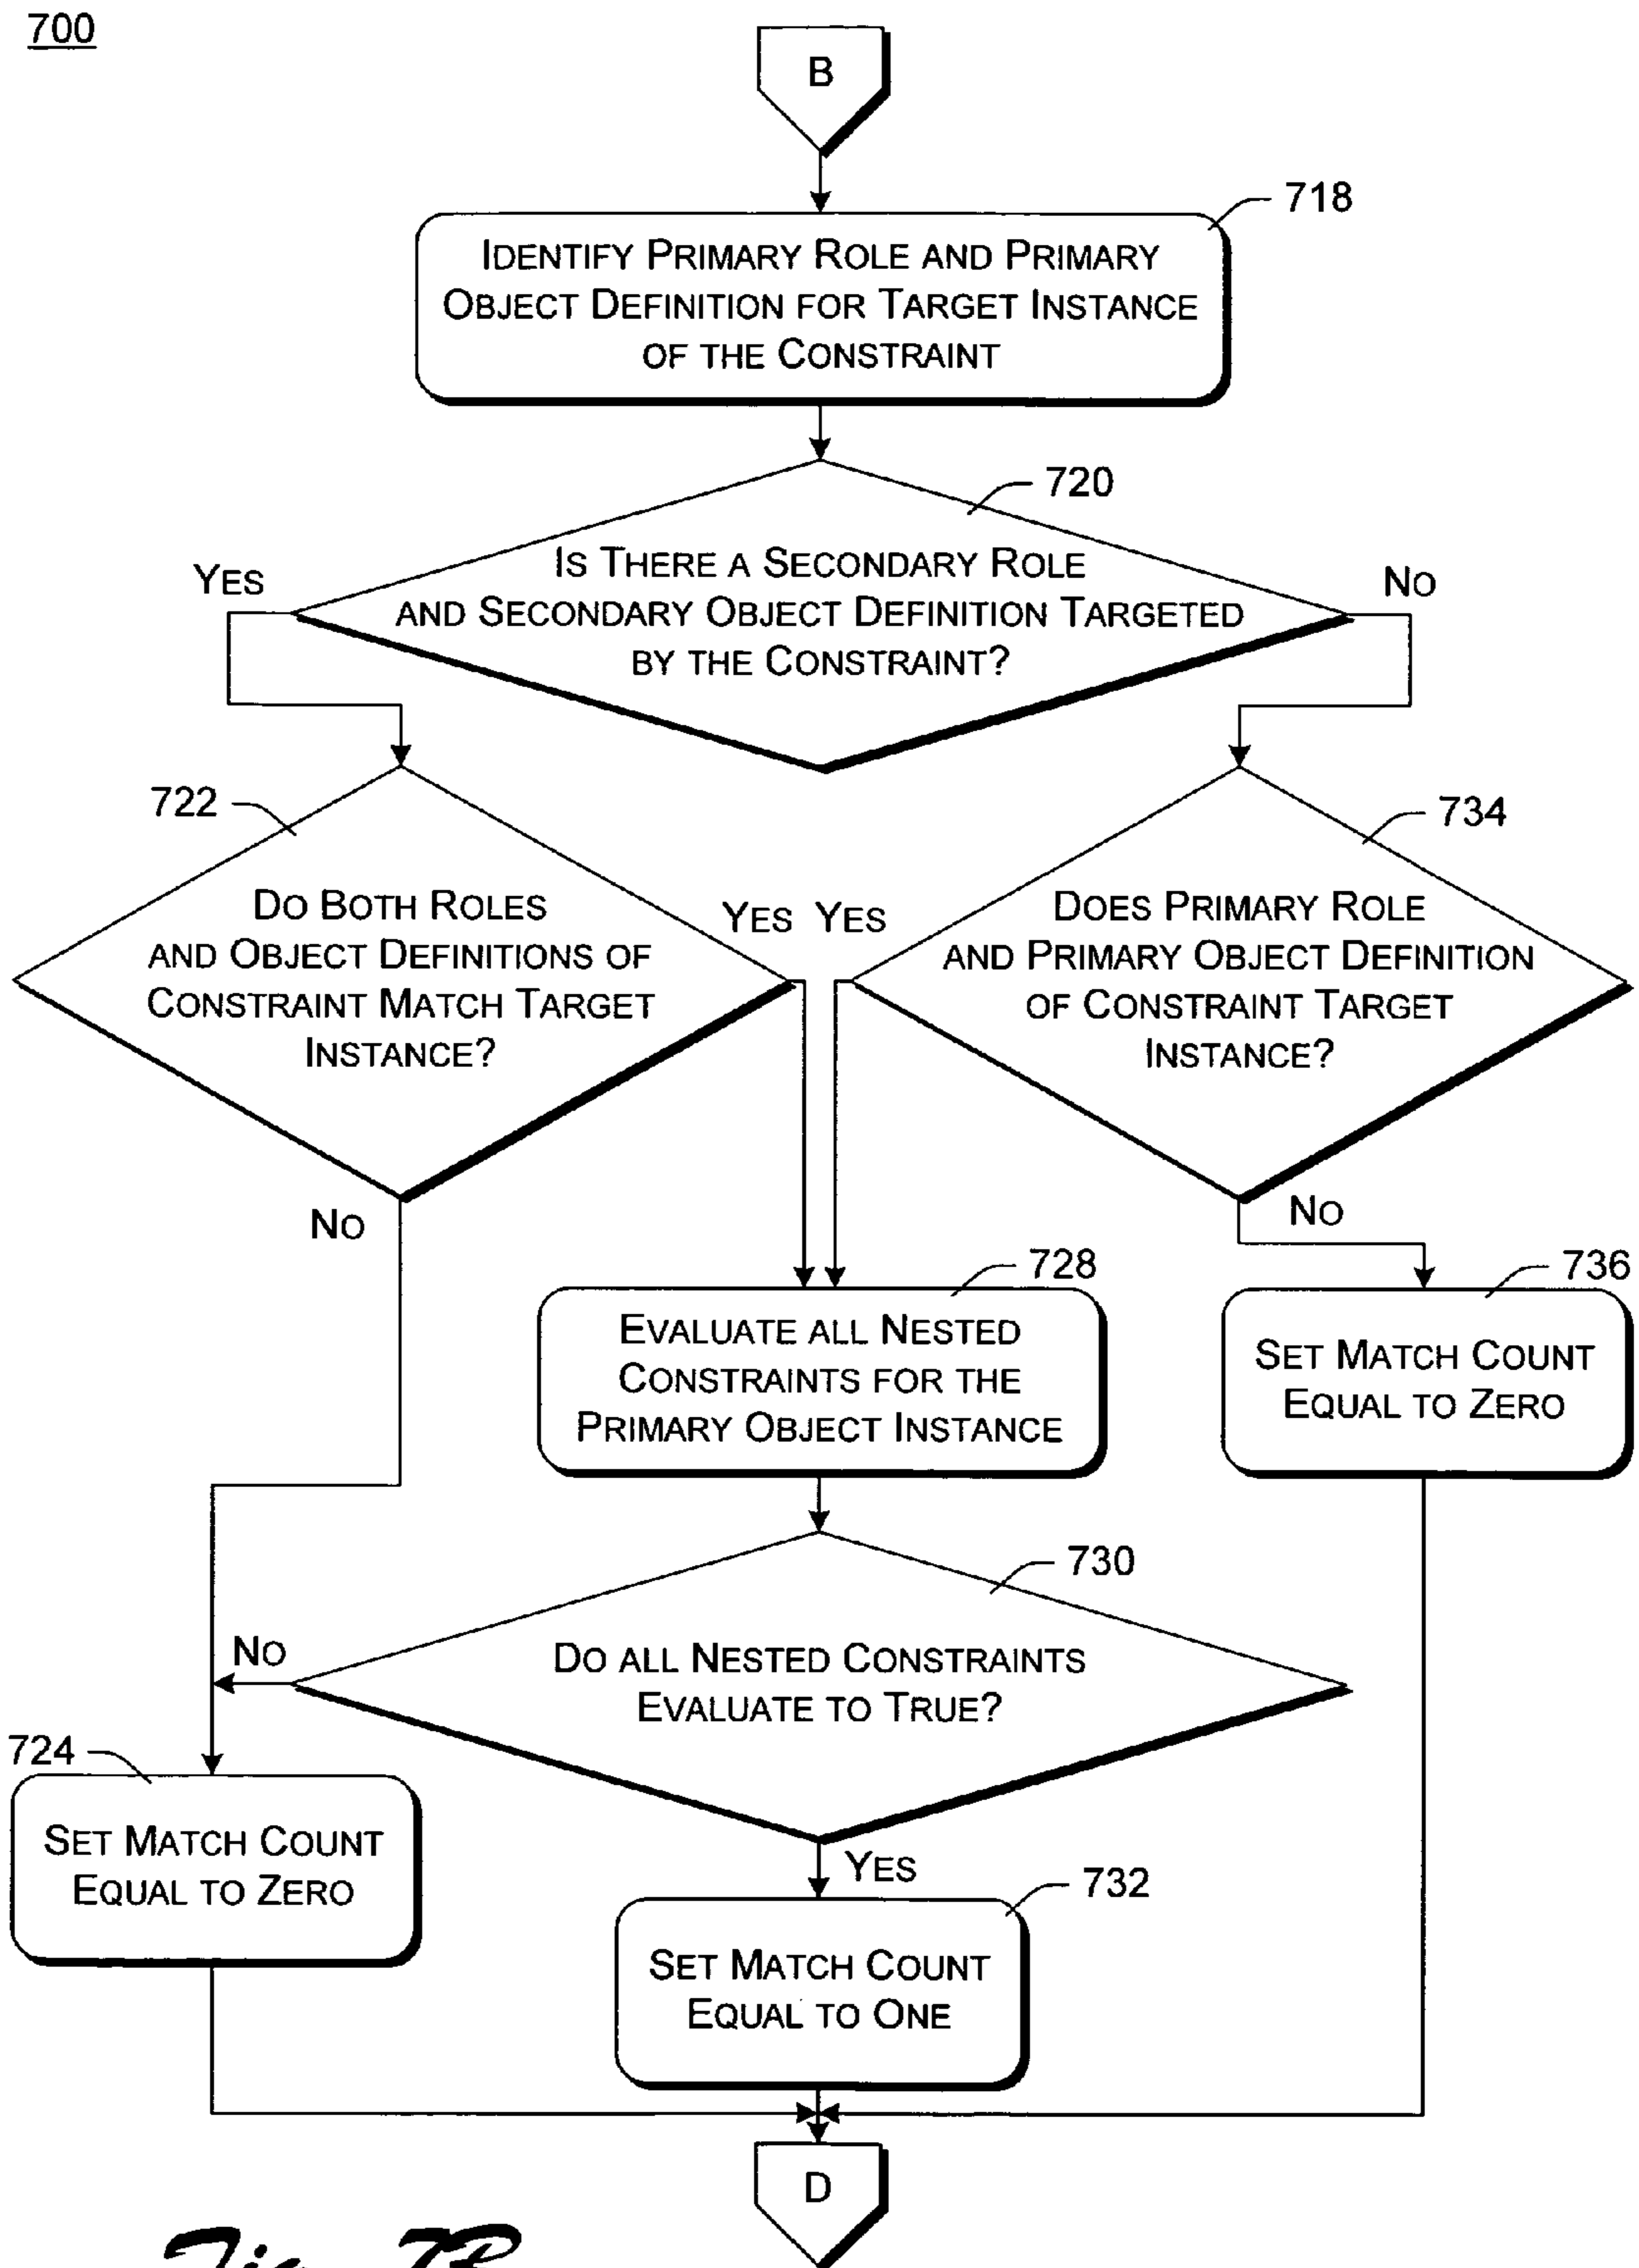 700
B
718
IDENTIFY PRIMARY ROLE AND PRIMARY
OBJECT DEFINITION FOR TARGET INSTANCE
OF THE CONSTRAINT
720
YES
IS THERE A SECONDARY ROLE
AND SECONDARY OBJECT DEFINITION TARGETED
BY THE CONSTRAINT?
NO
722
734
DO BOTH ROLES
AND OBJECT DEFINITIONS OF
CONSTRAINT MATCH TARGET
INSTANCE?
YES YES
DOES PRIMARY ROLE
AND PRIMARY OBJECT DEFINITION
OF CONSTRAINT TARGET
INSTANCE?
NO
NO
728
736
EVALUATE ALL NESTED
CONSTRAINTS FOR THE
PRIMARY OBJECT INSTANCE
SET MATCH COUNT
EQUAL TO ZERO
730
NO
DO ALL NESTED CONSTRAINTS
EVALUATE TO TRUE?
724
SET MATCH COUNT
EQUAL TO ZERO
YES
732
SET MATCH COUNT
EQUAL TO ONE
D
Fig. 7B